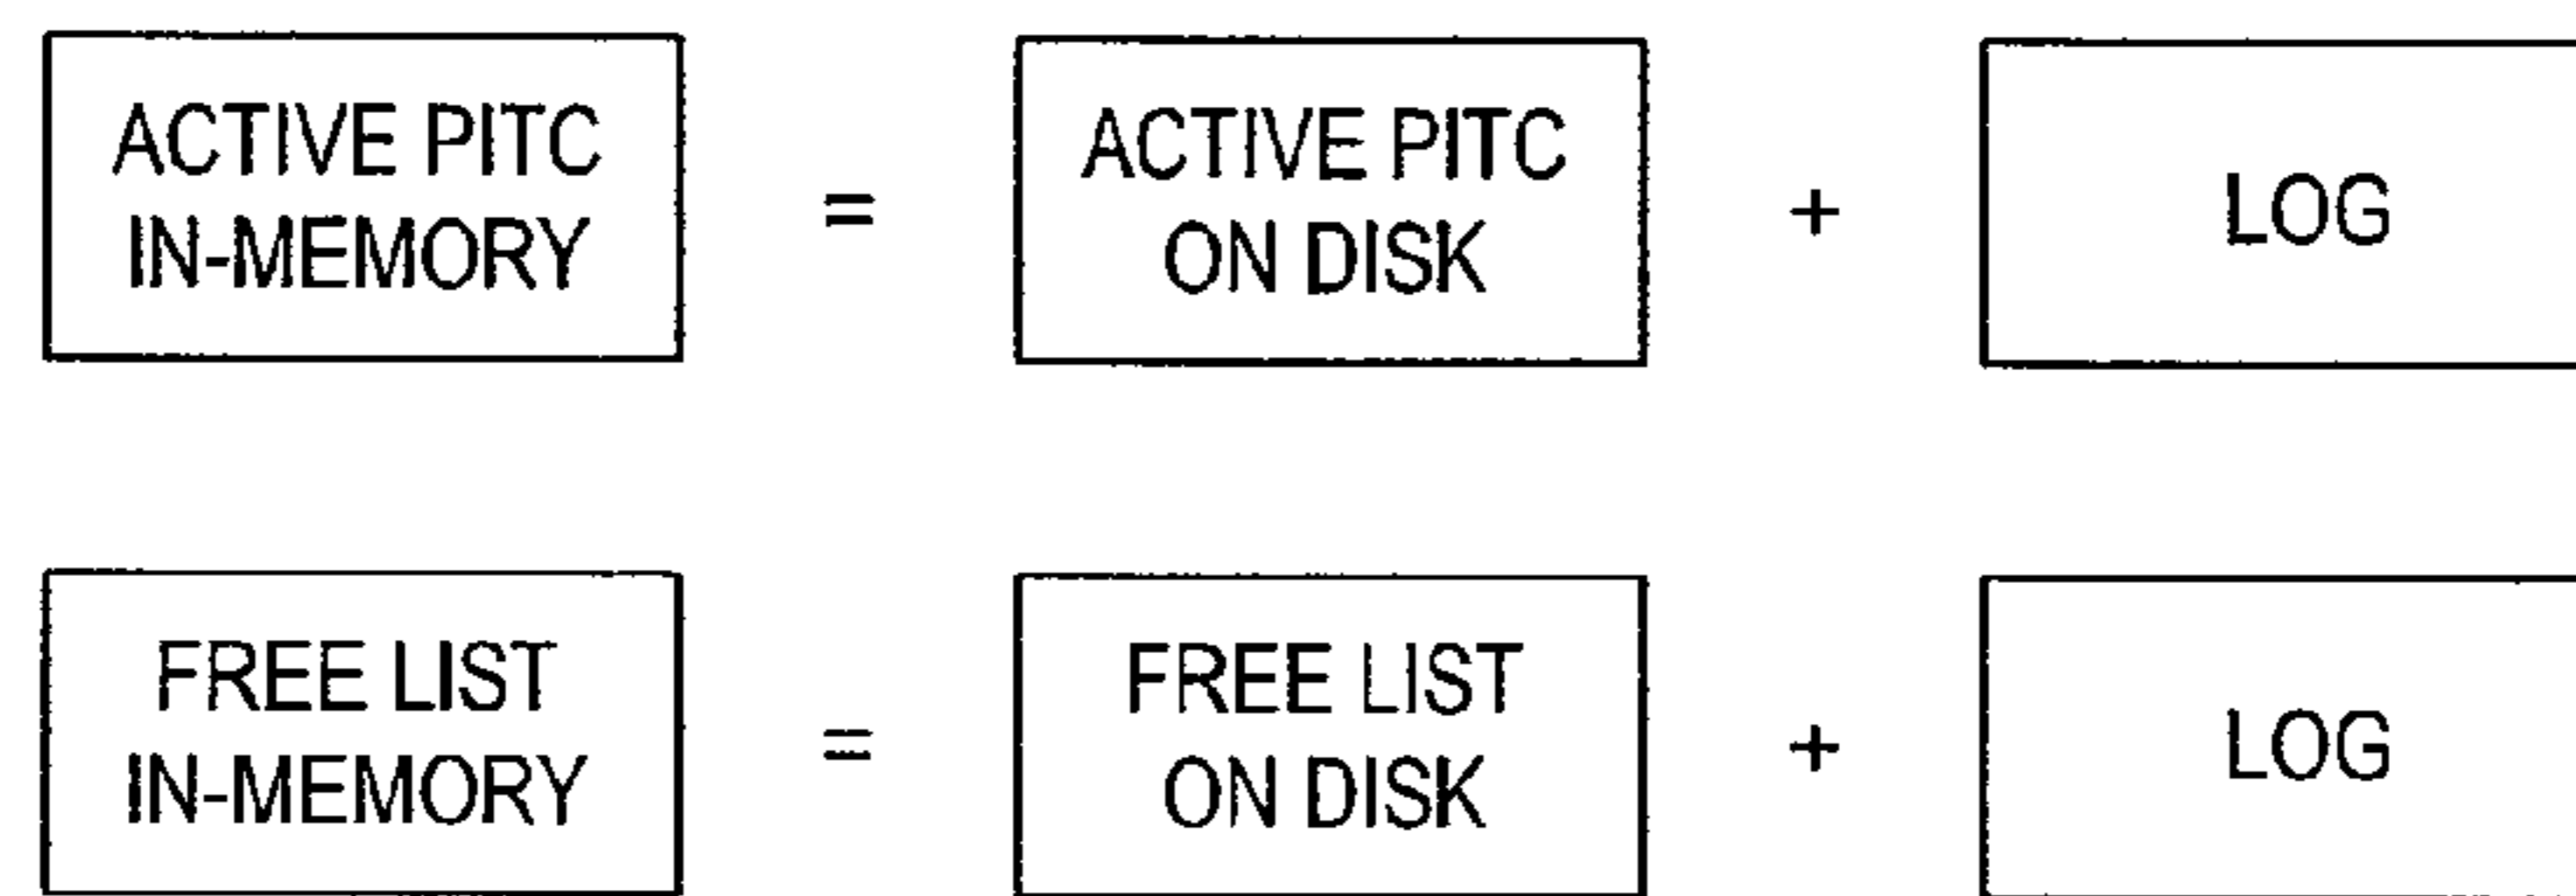 ACTIVE PITC
IN-MEMORY
=
ACTIVE PITC
ON DISK
+
LOG
FREE LIST
IN-MEMORY
=
FREE LIST
ON DISK
+
LOG